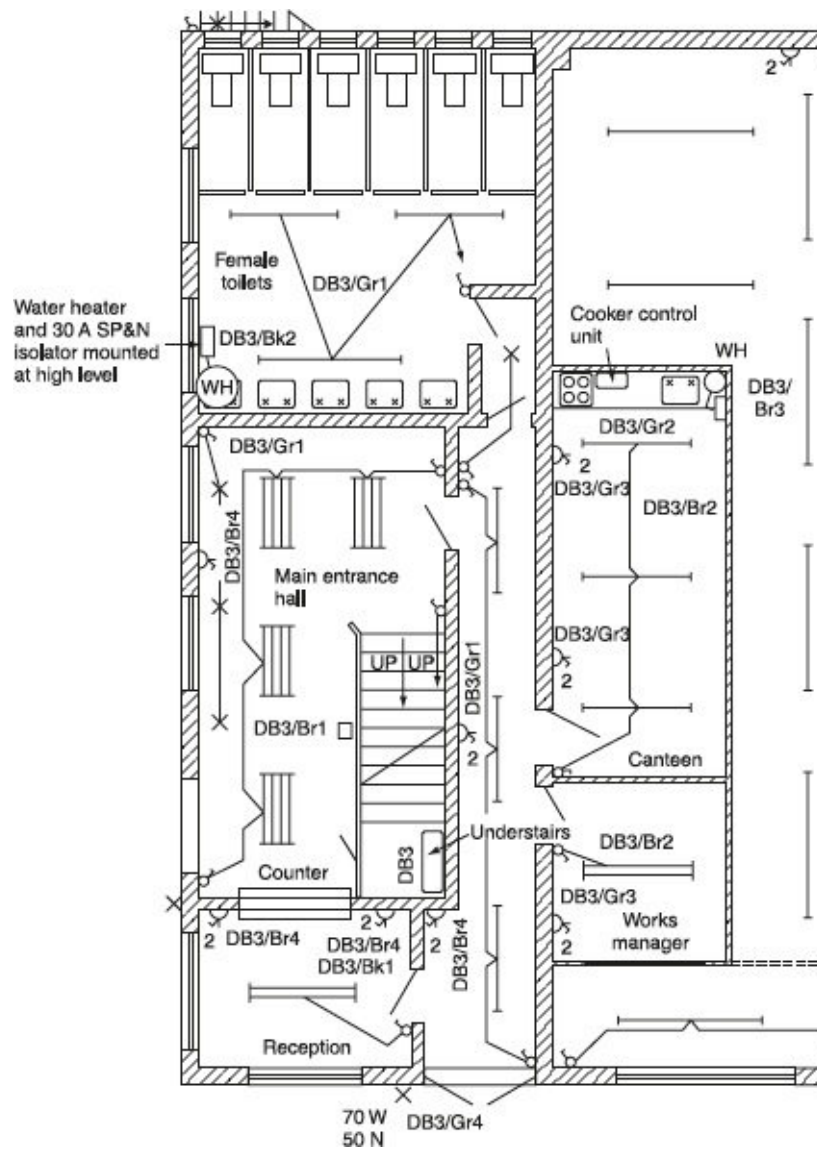 2
Female
toilets
DB3/Gr1
Cooker control
unit
Water heater
and 30 A SP&N
isolator mounted
at high level
DB3/Bk2
WH
WH
DB3/
Br3
DB3/Gr1
DB3/Gr2
2
DB3/Gr3
DB3/Br2
DB3/Br4
Main entrance
hall
DB3/Gr3
2
UP
UP
DB3/Gr1
DB3/Br1
2
Canteen
Understairs
DB3
DB3/Br2
Counter
DB3/Gr3
2
Works
manager
2
DB3/Br4
2
DB3/Br4
DB3/Bk1
2
DB3/Br4
Reception
70 W
50 N
DB3/Gr4